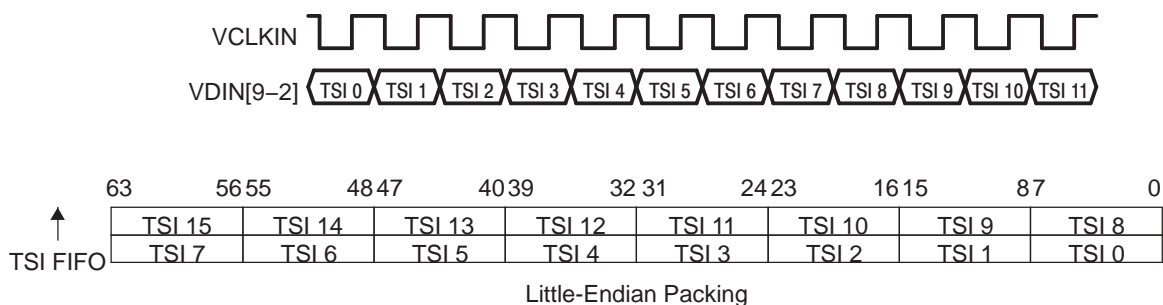 VCLKIN
VDIN[9–2] TSI 0 TSI 1 TSI 2 TSI 3 TSI 4 TSI 5 TSI 6 TSI 7 TSI 8 TSI 9 TSI 10 TSI 11
63 56 55 48 47 40 39 32 31 24 23 16 15 8 7 0
TSI 15 TSI 14 TSI 13 TSI 12 TSI 11 TSI 10 TSI 9 TSI 8
TSI FIFO TSI 7 TSI 6 TSI 5 TSI 4 TSI 3 TSI 2 TSI 1 TSI 0
Little-Endian Packing